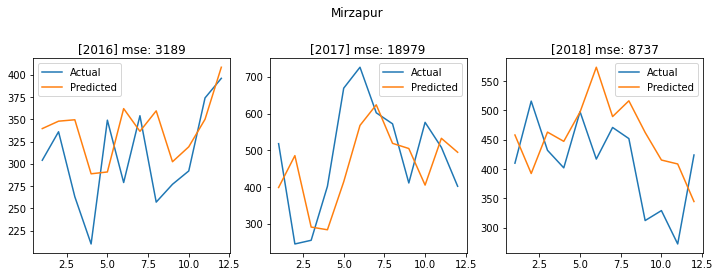 Mirzapur
[2016] mse: 3189
Actual
Predicted
400
375
350
325
300
275
250
225
2.5 5.0 7.5 10.0 12.5
[2017] mse: 18979
Actual
Predicted
700
600
500
400
300
2.5 5.0 7.5 10.0 12.5
[2018] mse: 8737
Actual
Predicted
550
500
450
400
350
300
2.5 5.0 7.5 10.0 12.5